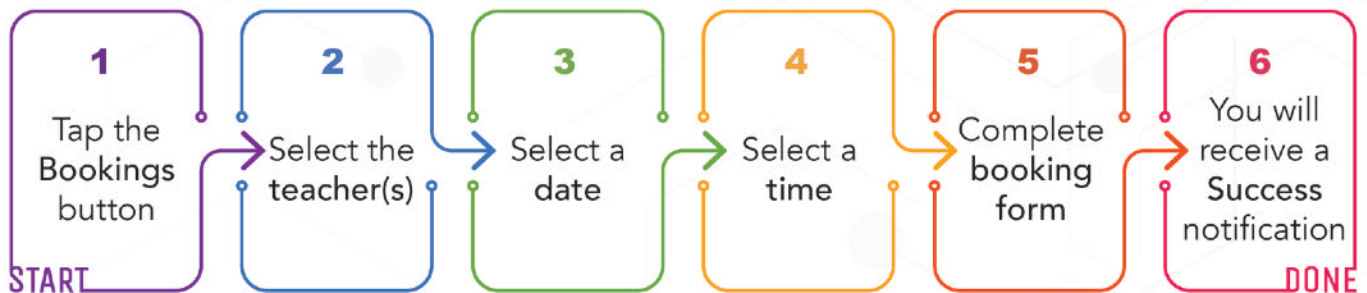 1
Tap the
Bookings
button
START
2
Select the
teacher(s)
3
Select a
date
4
Select a
time
5
Complete
booking
form
6
You will
receive a
Success
notification
DONE